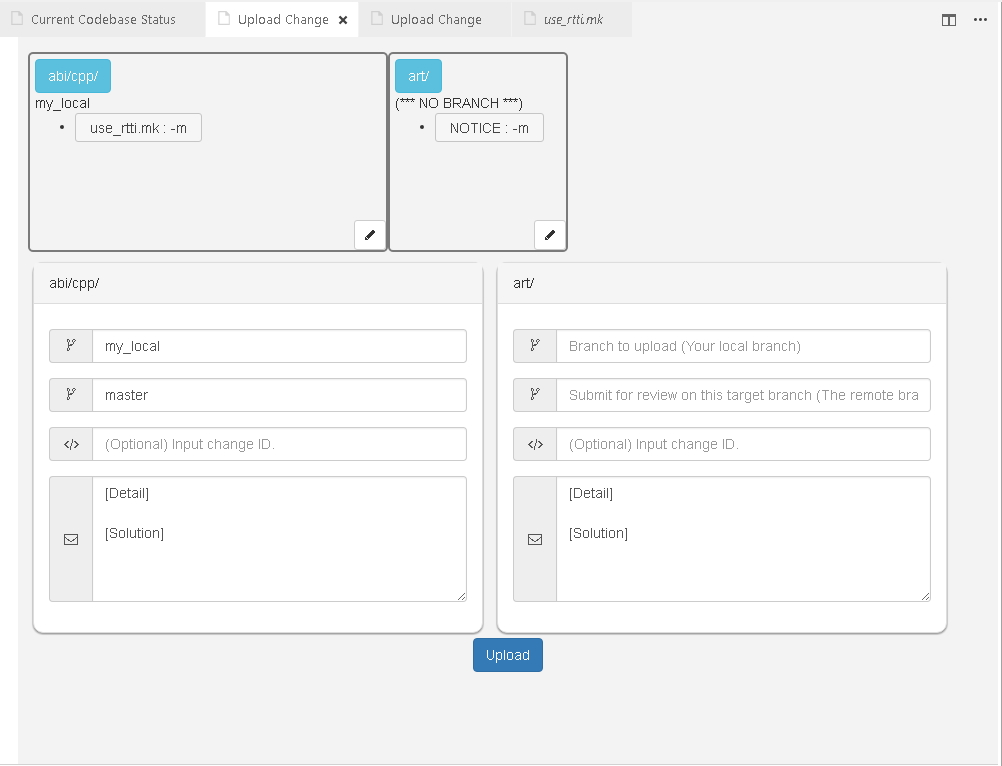 Current Codebase Status
Upload Change
Upload Change
use_rtti.mk
abi/cpp/
my_local
use_rtti.mk : -m
art/
(*** NO BRANCH ***)
NOTICE : -m
abi/cpp/
my_local
master
(Optional) Input change ID.
[Detail]
[Solution]
art/
Branch to upload (Your local branch)
Submit for review on this target branch (The remote bra
(Optional) Input change ID.
[Detail]
[Solution]
Upload